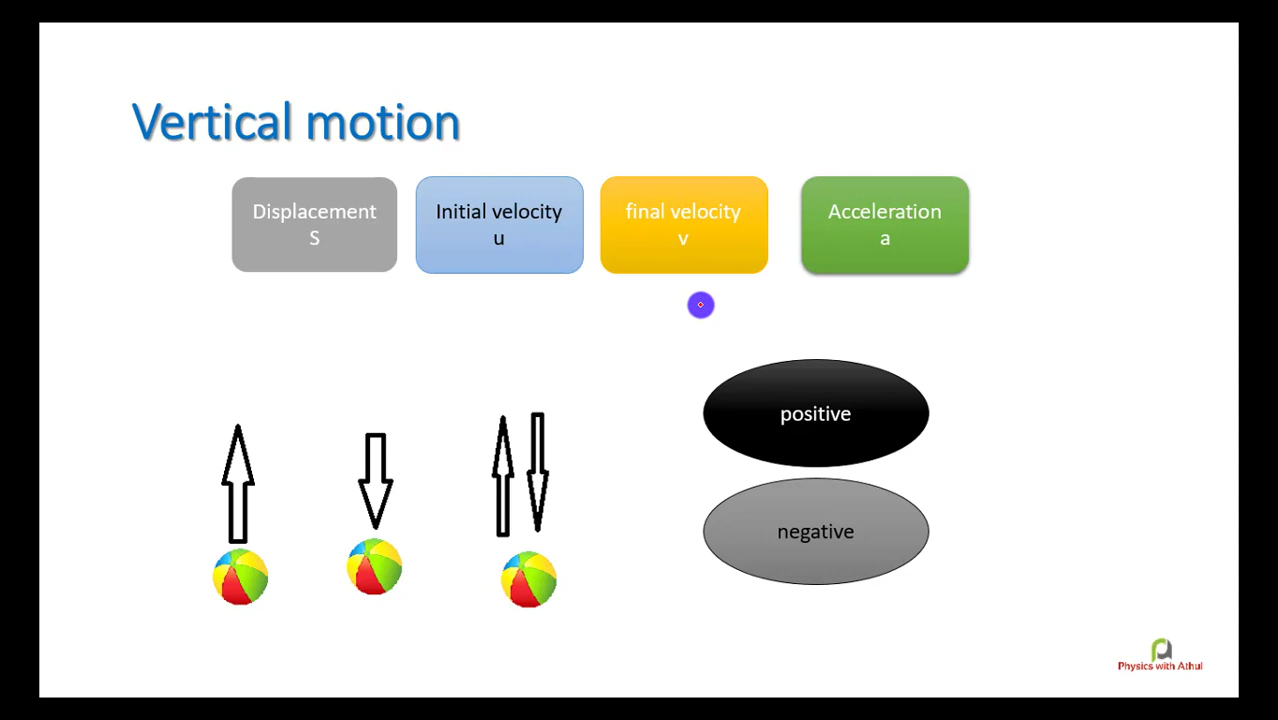 Vertical motion
Displacement
S
Initial velocity
u
final velocity
v
Acceleration
a
positive
negative
Physics with Athul